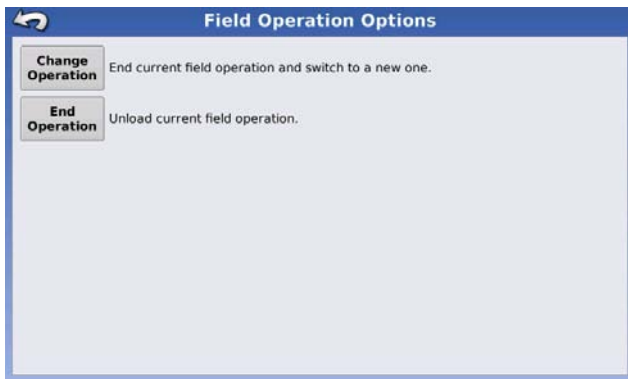 Field Operation Options
Change
Operation
End current field operation and switch to a new one.
End
Operation
Unload current field operation.